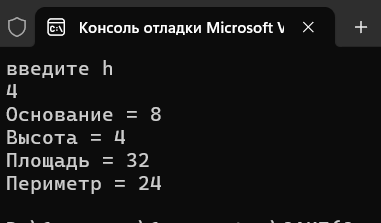 Консоль отладки Microsoft V
введите h
4
Основание = 8
Высота = 4
Площадь = 32
Периметр = 24